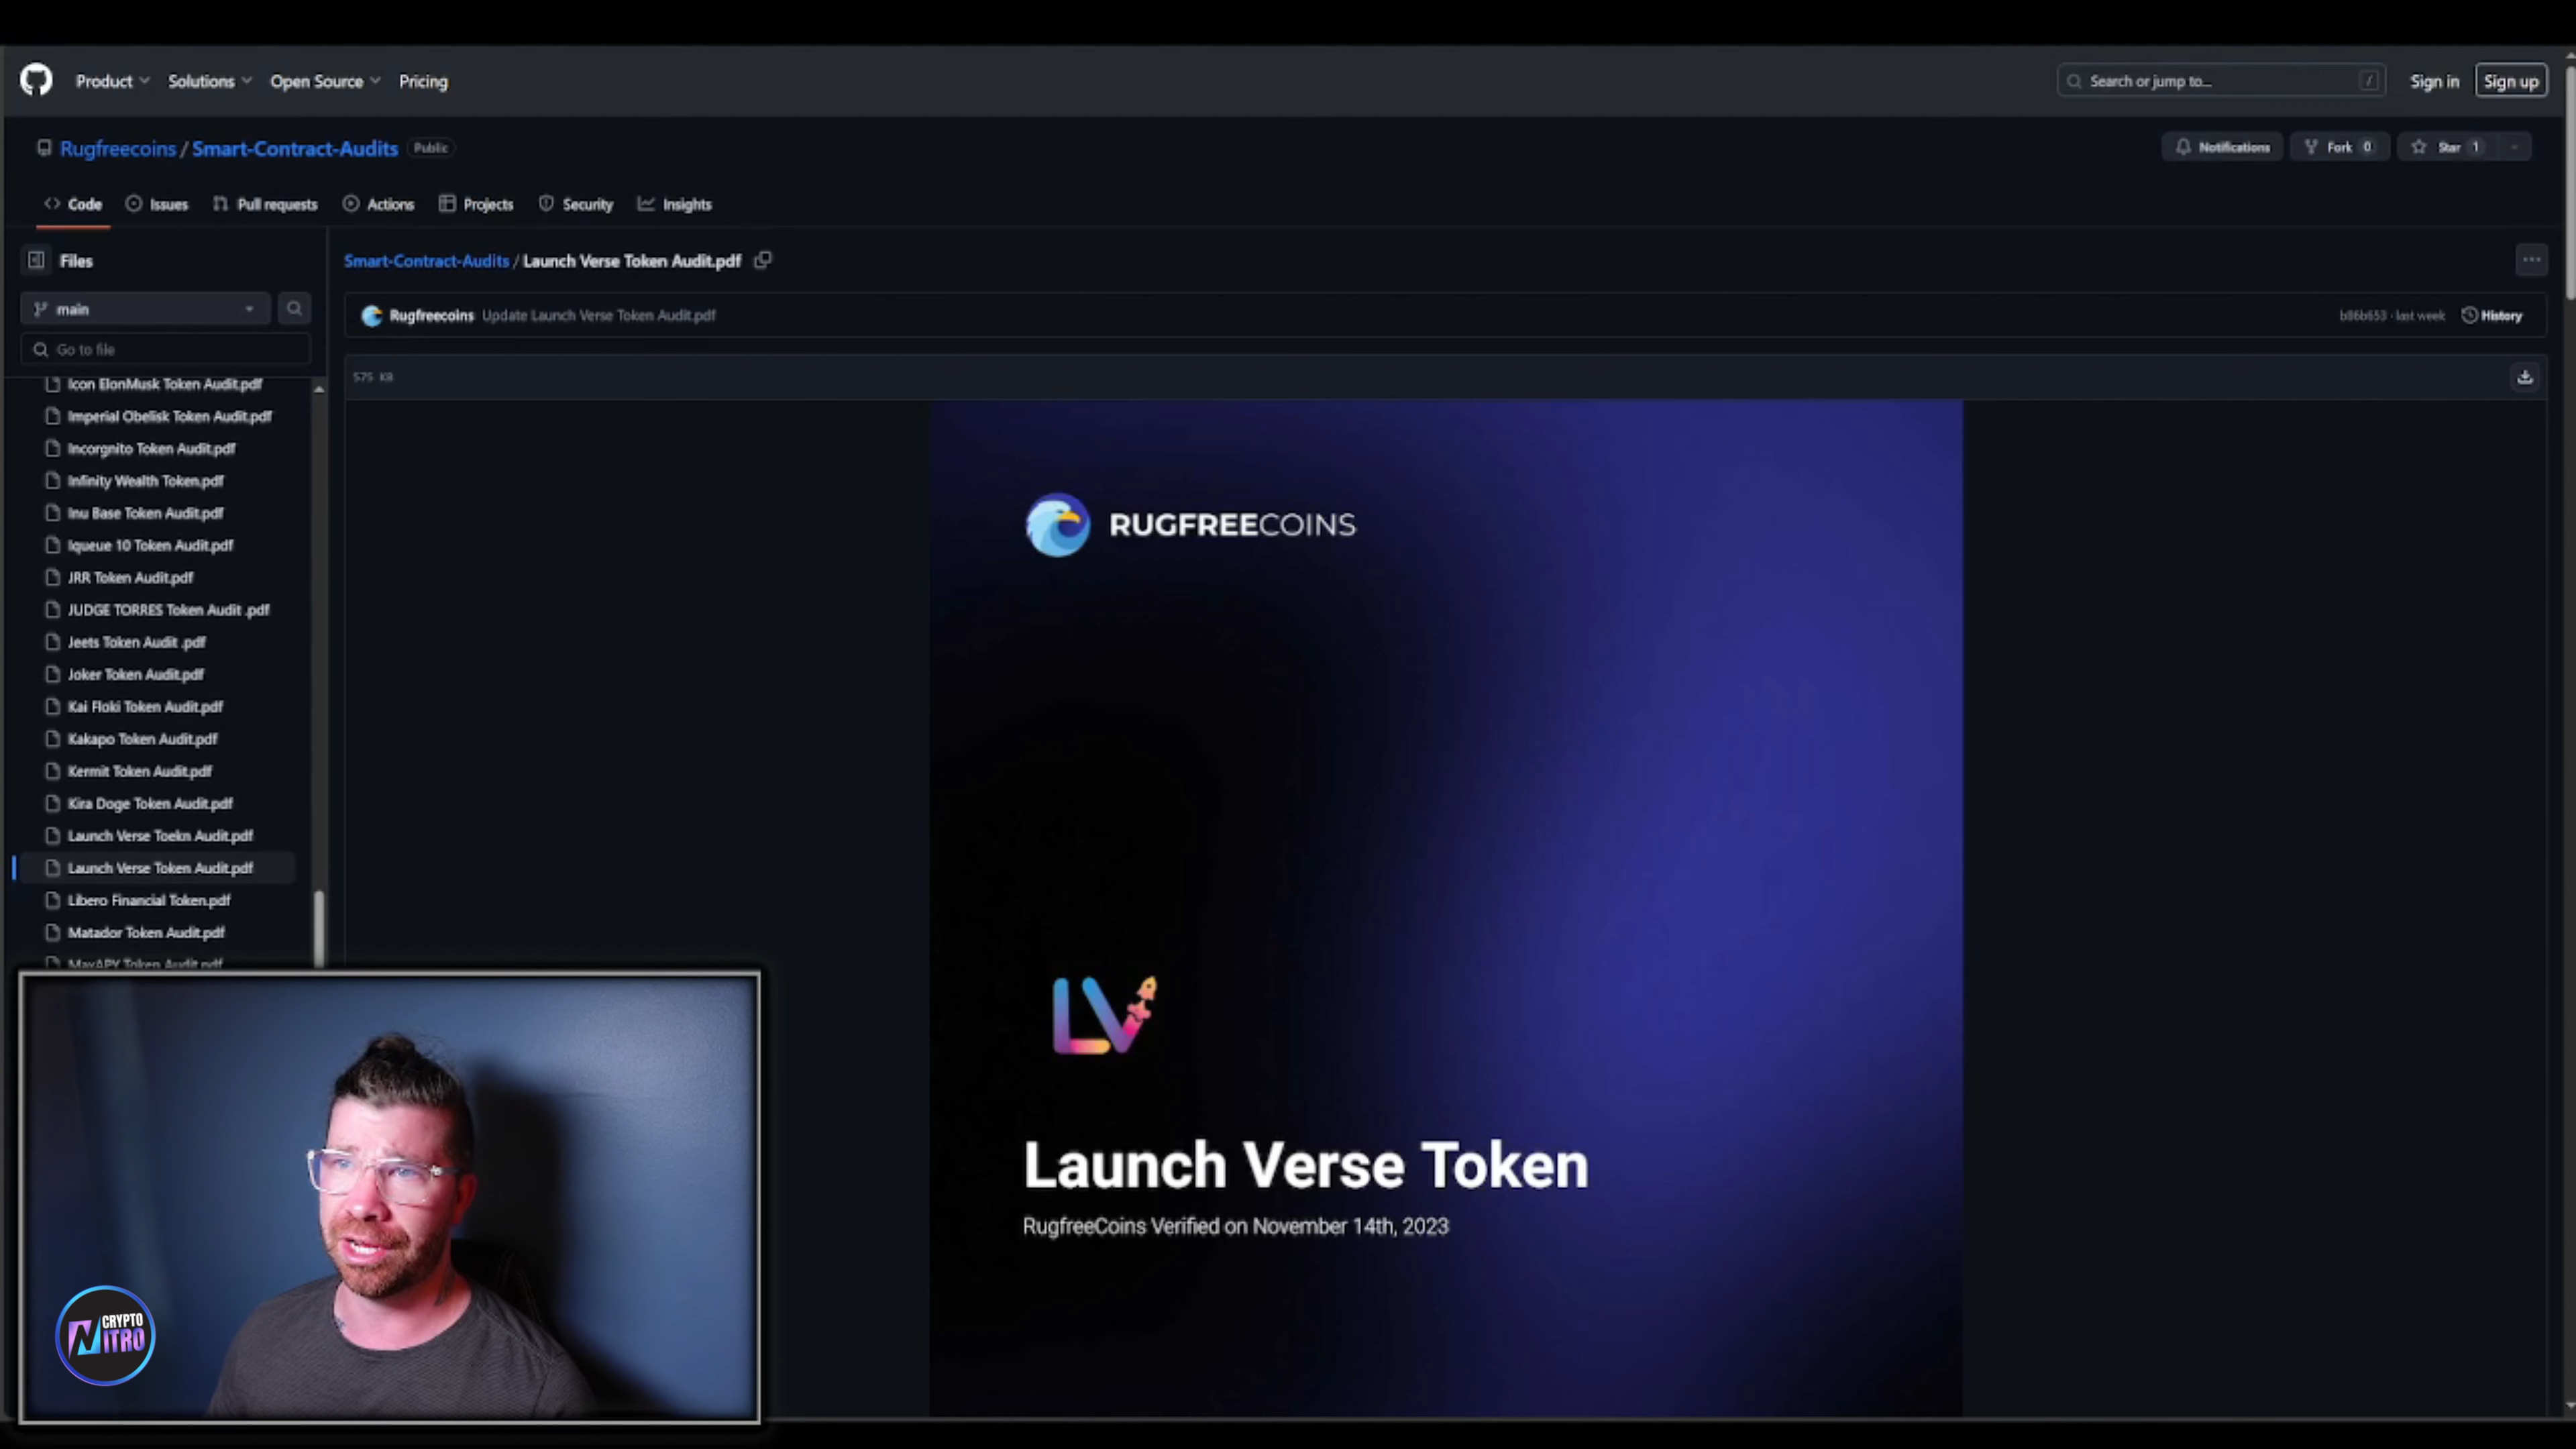 Product
Solutions
Open Source
Pricing
Search or jump to...
/
Sign in
Sign up
Rugfreecoins / Smart-Contract-Audits
Public
Notifications
Fork 0
Star 1
Code
Issues
Pull requests
Actions
Projects
Security
Insights
Files
main
Go to file
Icon ElonMusk Token Audit.pdf
Imperial Obelisk Token Audit.pdf
Incorgnito Token Audit.pdf
Infinity Wealth Token.pdf
Inu Base Token Audit.pdf
Iqueue 10 Token Audit.pdf
JRR Token Audit.pdf
JUDGE TORRES Token Audit .pdf
Jeets Token Audit .pdf
Joker Token Audit.pdf
Kai Floki Token Audit.pdf
Kakapo Token Audit.pdf
Kermit Token Audit.pdf
Kira Doge Token Audit.pdf
Launch Verse Toekn Audit.pdf
Launch Verse Token Audit.pdf
Libero Financial Token.pdf
Matador Token Audit.pdf
MaxAPY Token Audit.pdf
Smart-Contract-Audits / Launch Verse Token Audit.pdf
Rugfreecoins Update Launch Verse Token Audit.pdf
b86b653 · last week
History
575 KB
RUGFREECOINS
LV
Launch Verse Token
RugfreeCoins Verified on November 14th, 2023
CRYPTO
NITRO